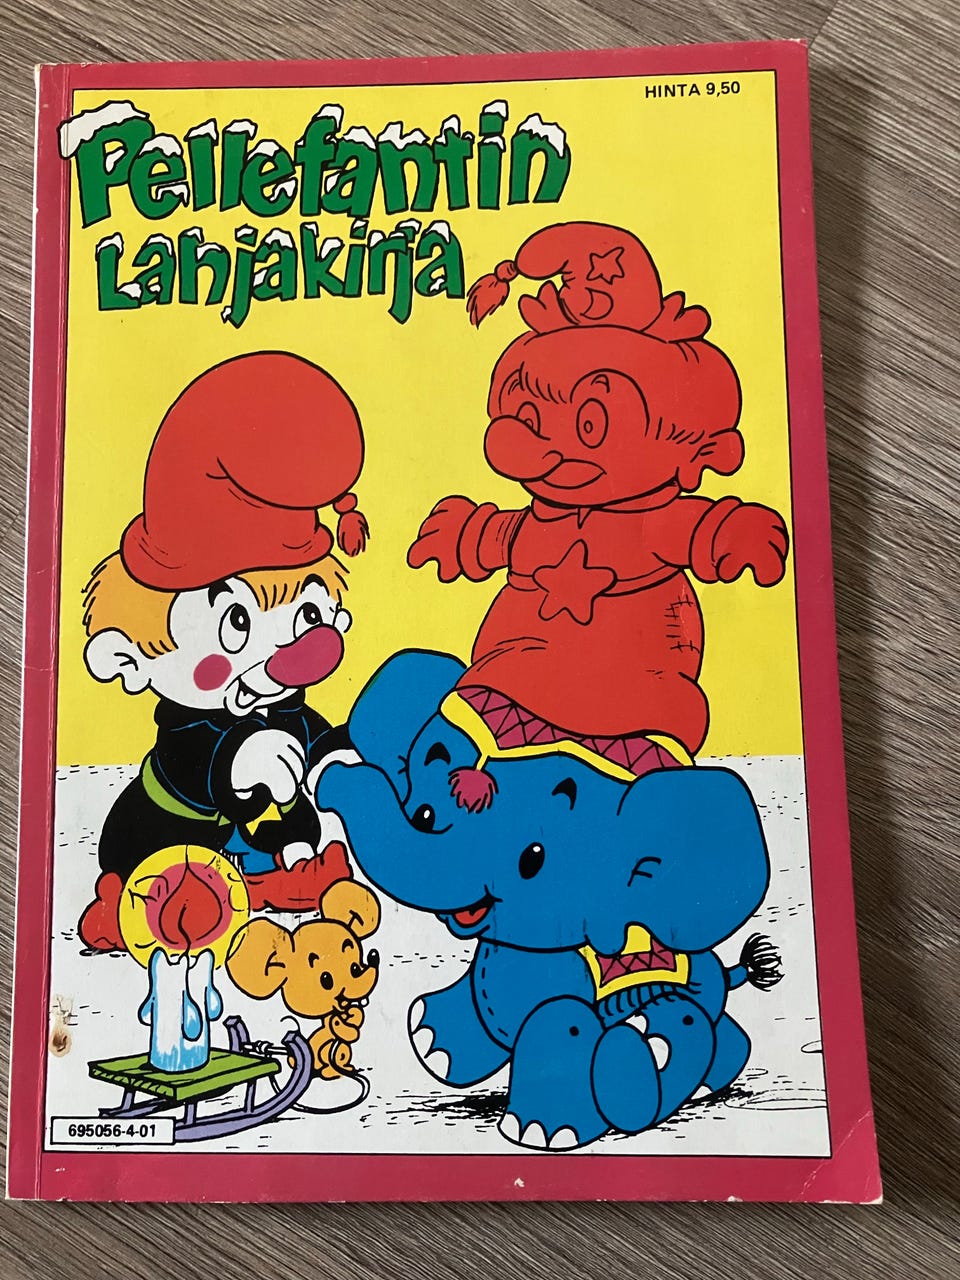 HINTA 9,50
Pellefantin
Lahjakirja
695056-4-01